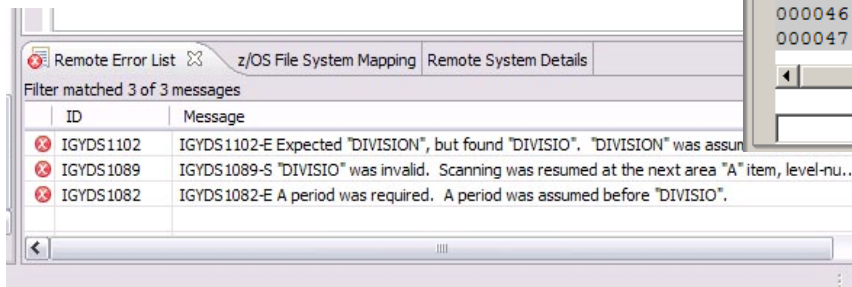 000046
000047
Remote Error List z/OS File System Mapping Remote System Details
Filter matched 3 of 3 messages
ID Message
IGYDS1102 IGYDS1102-E Expected "DIVISION", but found "DIVISIO". "DIVISION" was assum
IGYDS1089 IGYDS1089-S "DIVISIO" was invalid. Scanning was resumed at the next area "A" item, level-nu...
IGYDS1082 IGYDS1082-E A period was required. A period was assumed before "DIVISIO".